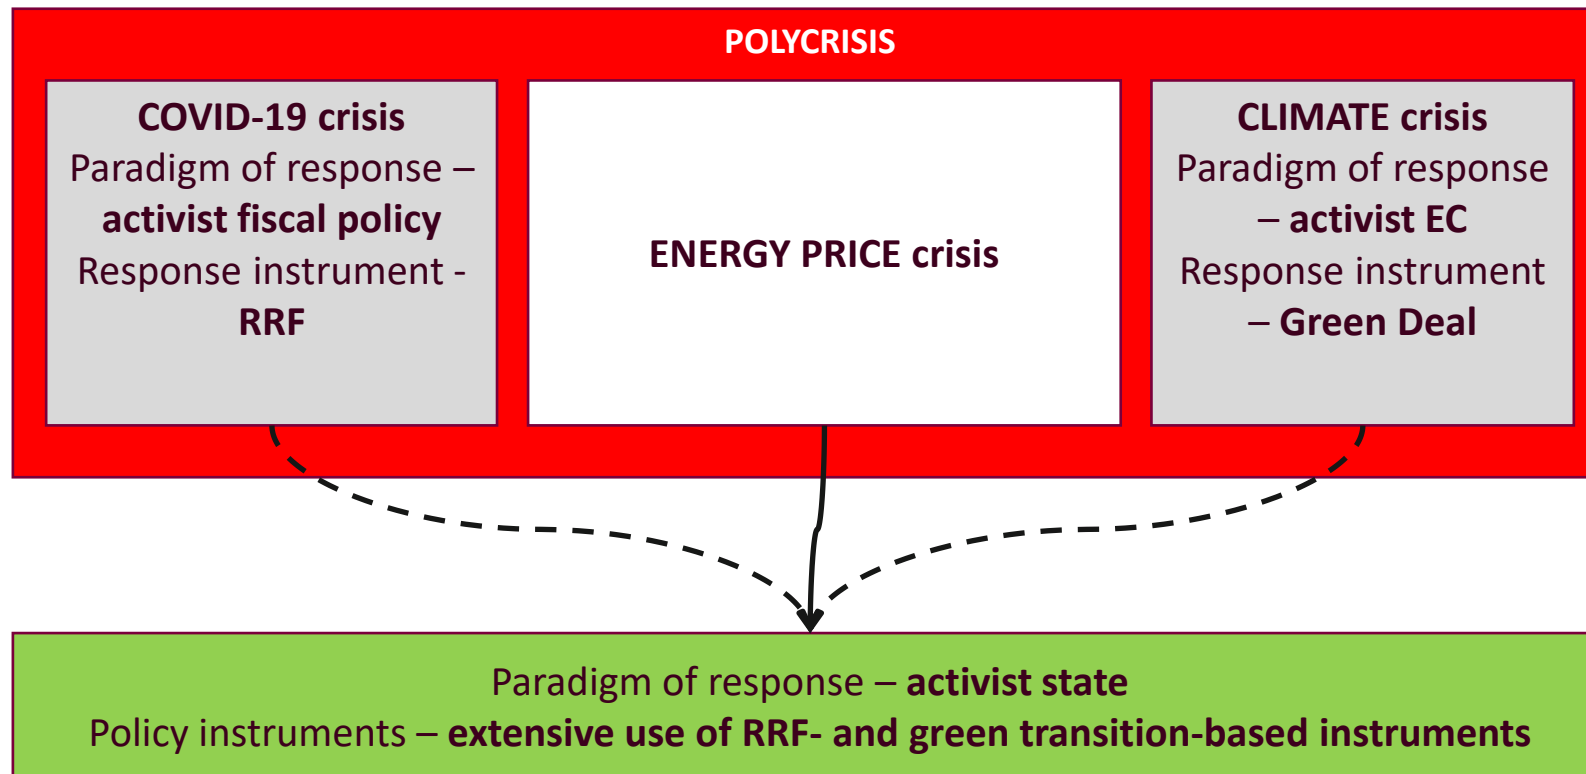 POLYCRISIS
COVID-19 crisis
Paradigm of response –
activist fiscal policy
Response instrument -
RRF
ENERGY PRICE crisis
CLIMATE crisis
Paradigm of response
– activist EC
Response instrument
– Green Deal
Paradigm of response – activist state
Policy instruments – extensive use of RRF- and green transition-based instruments